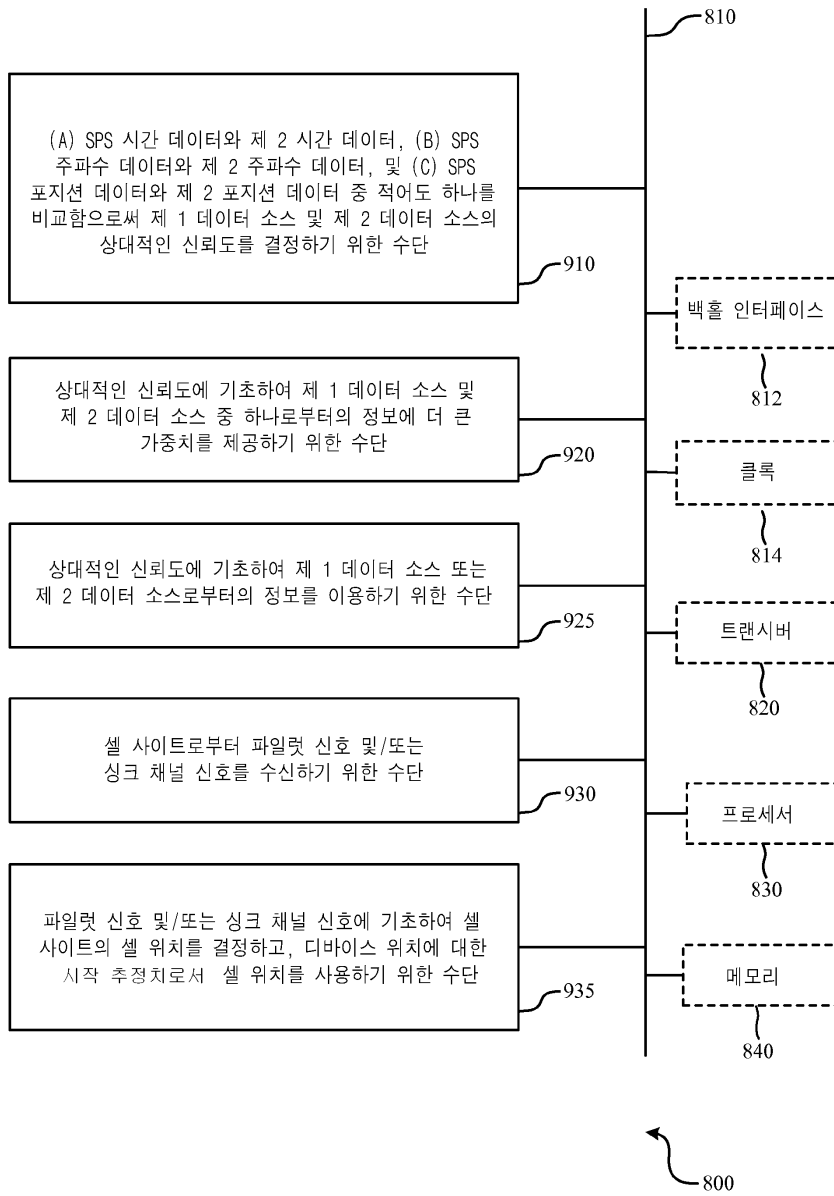 810
(A) SPS 시간 데이터와 제 2 시간 데이터, (B) SPS
주파수 데이터와 제 2 주파수 데이터, 및 (C) SPS
포지션 데이터와 제 2 포지션 데이터 중 적어도 하나를
비교함으로써 제 1 데이터 소스 및 제 2 데이터 소스의
상대적인 신뢰도를 결정하기 위한 수단
910
백홀 인터페이스
812
상대적인 신뢰도에 기초하여 제 1 데이터 소스 및
제 2 데이터 소스 중 하나로부터의 정보에 더 큰
가중치를 제공하기 위한 수단
920
클록
814
상대적인 신뢰도에 기초하여 제 1 데이터 소스 또는
제 2 데이터 소스로부터의 정보를 이용하기 위한 수단
925
트랜시버
820
셀 사이트로부터 파일럿 신호 및/또는
싱크 채널 신호를 수신하기 위한 수단
930
프로세서
830
파일럿 신호 및/또는 싱크 채널 신호에 기초하여 셀
사이트의 셀 위치를 결정하고, 디바이스 위치에 대한
시작 추정치로서 셀 위치를 사용하기 위한 수단
935
메모리
840
800